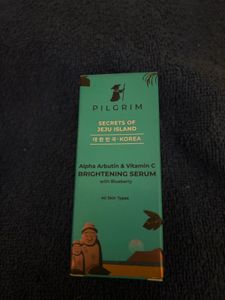 PILGRIM
SECRETS OF
JEJU ISLAND
대한민국·KOREA
Alpha Arbutin & Vitamin C
BRIGHTENING SERUM
with Blueberry
All Skin Types